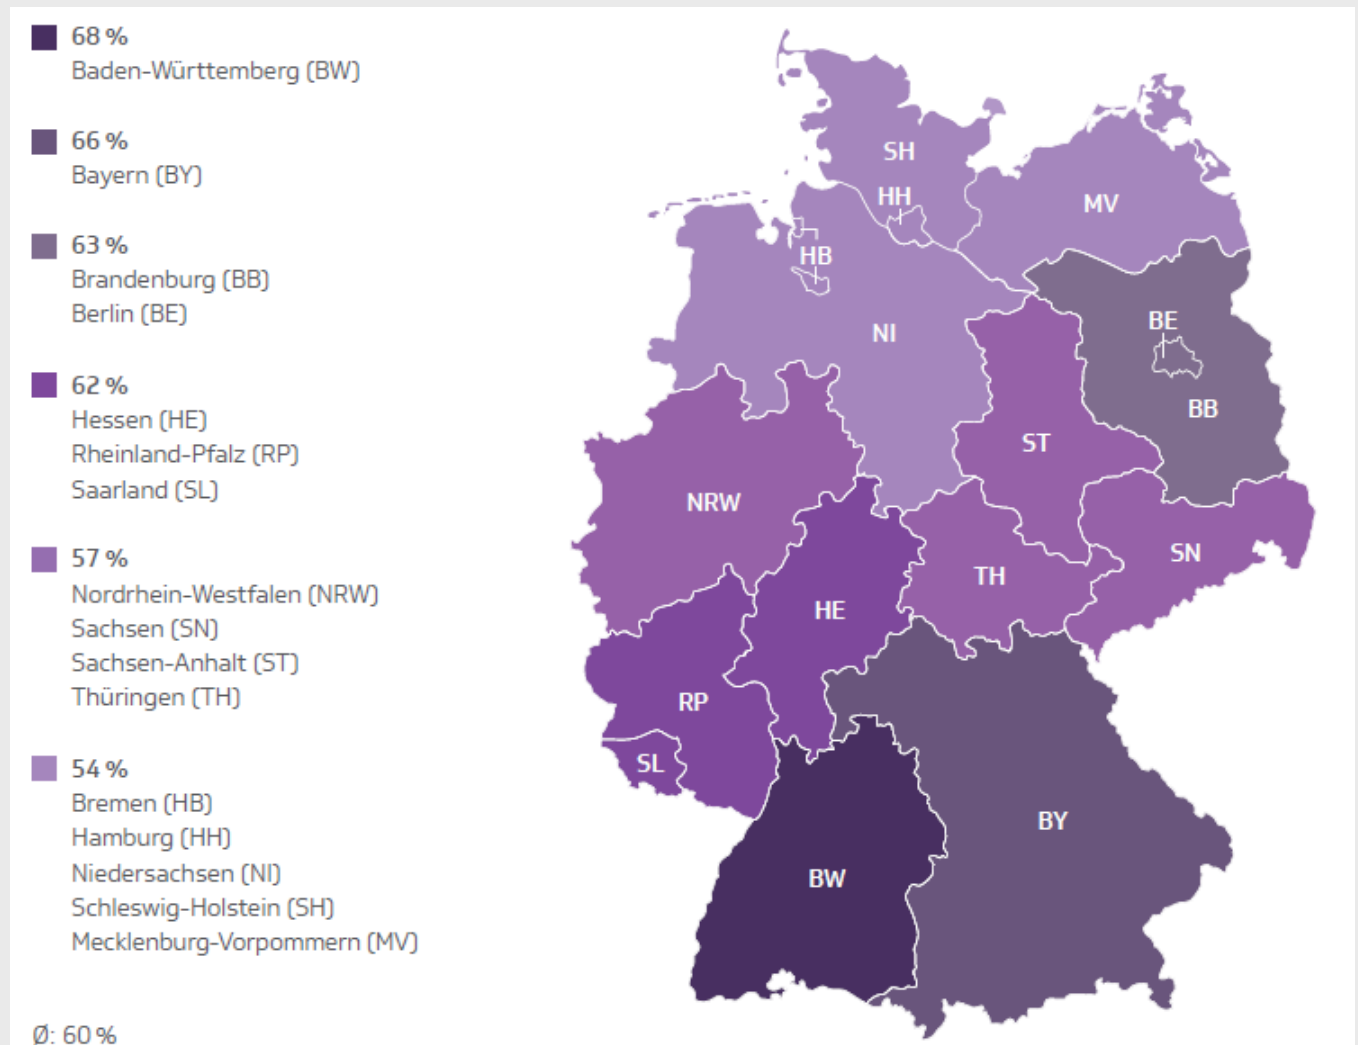 68 %
Baden-Württemberg (BW)
66 %
Bayern (BY)
63 %
Brandenburg (BB)
Berlin (BE)
62 %
Hessen (HE)
Rheinland-Pfalz (RP)
Saarland (SL)
57 %
Nordrhein-Westfalen (NRW)
Sachsen (SN)
Sachsen-Anhalt (ST)
Thüringen (TH)
54 %
Bremen (HB)
Hamburg (HH)
Niedersachsen (NI)
Schleswig-Holstein (SH)
Mecklenburg-Vorpommern (MV)
Ø: 60 %
SH
HH
MV
HB
BE
NI
BB
ST
NRW
SN
TH
HE
RP
SL
BY
BW